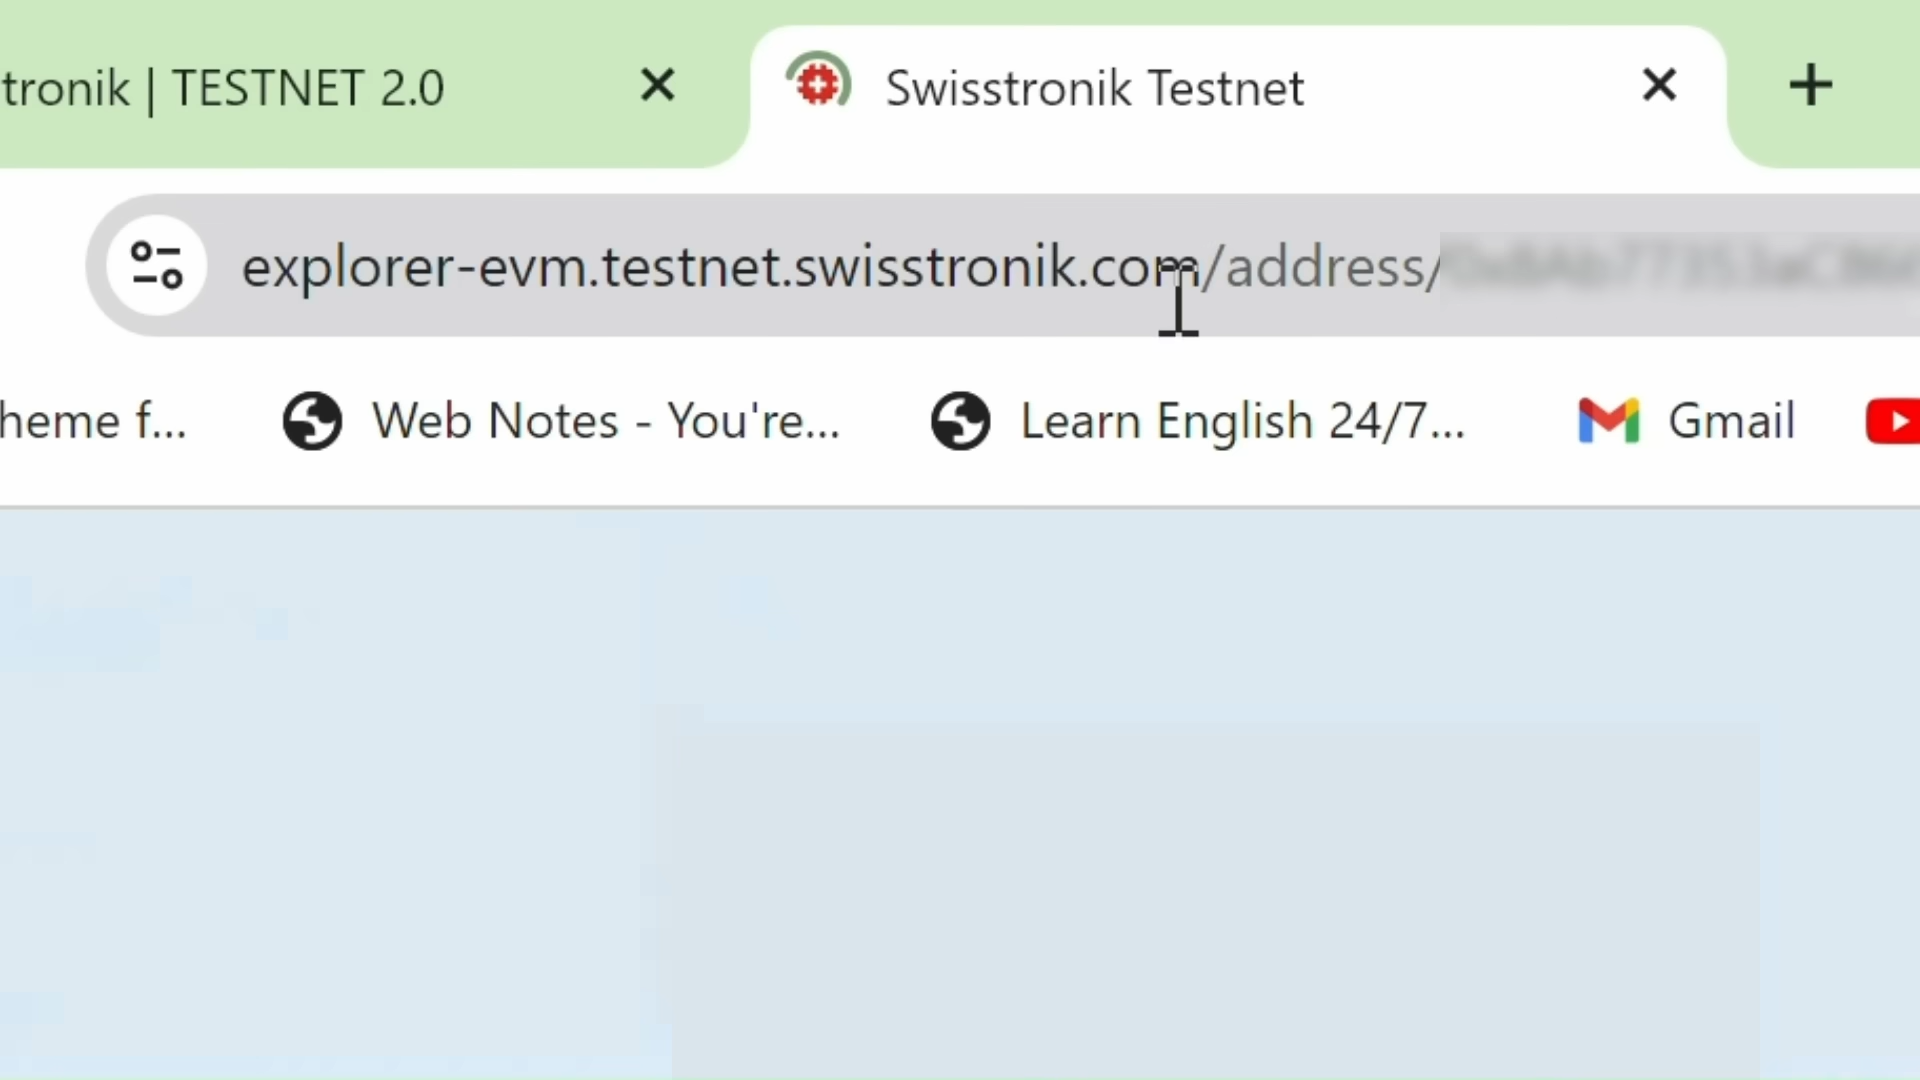 tronik | TESTNET 2.0
Swisstronik Testnet
explorer-evm.testnet.swisstronik.com/address/
heme f...
Web Notes - You're...
Learn English 24/7...
Gmail